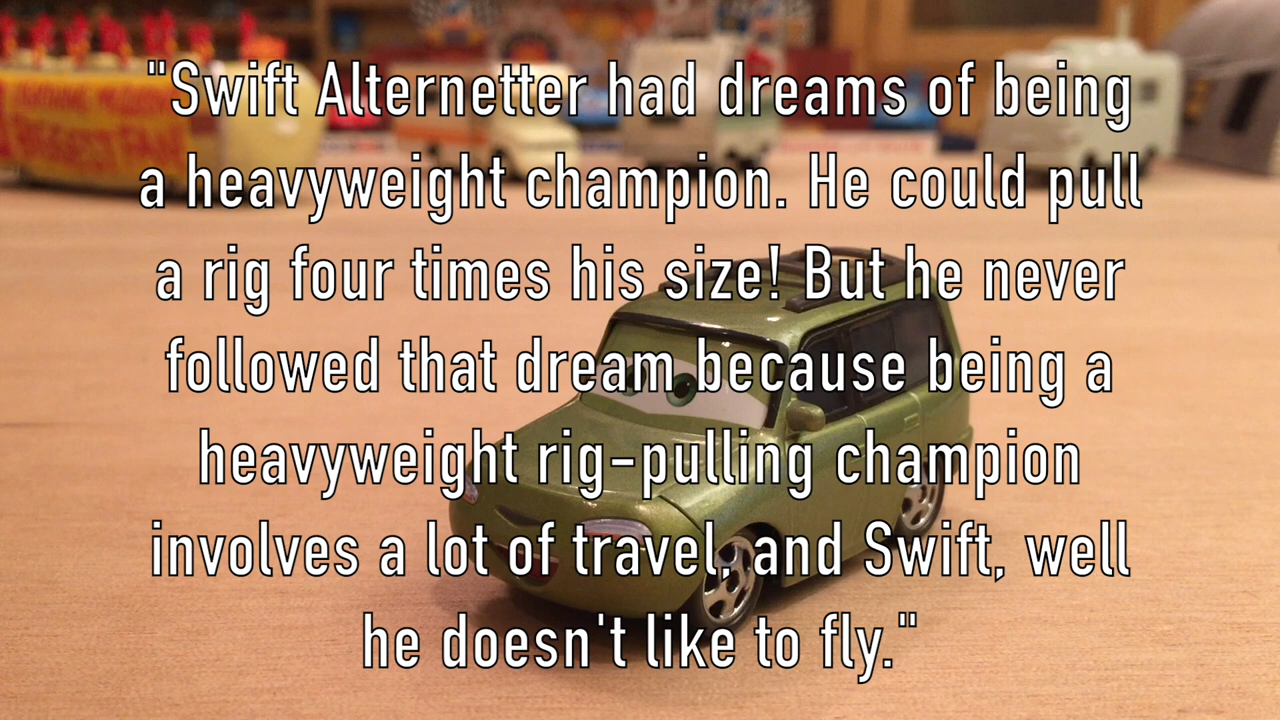 "Swift Alternetter had dreams of being
a heavyweight champion. He could pull
a rig four times his size! But he never
followed that dream because being a
heavyweight rig-pulling champion
involves a lot of travel, and Swift, well
he doesn't like to fly."
BIGGEST FAN